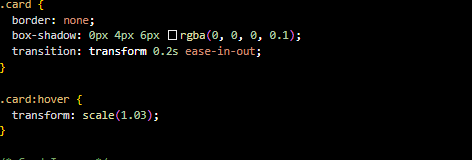 .card {
  border: none;
  box-shadow: 0px 4px 6px rgba(0, 0, 0, 0.1);
  transition: transform 0.2s ease-in-out;
}
.card:hover {
  transform: scale(1.03);
}